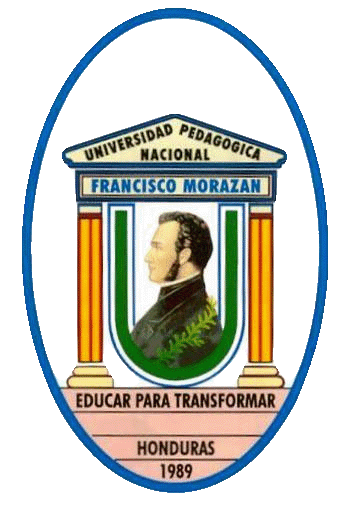 UNIVERSIDAD PEDAGOGICA
NACIONAL
FRANCISCO MORAZAN
EDUCAR PARA TRANSFORMAR
HONDURAS
1989